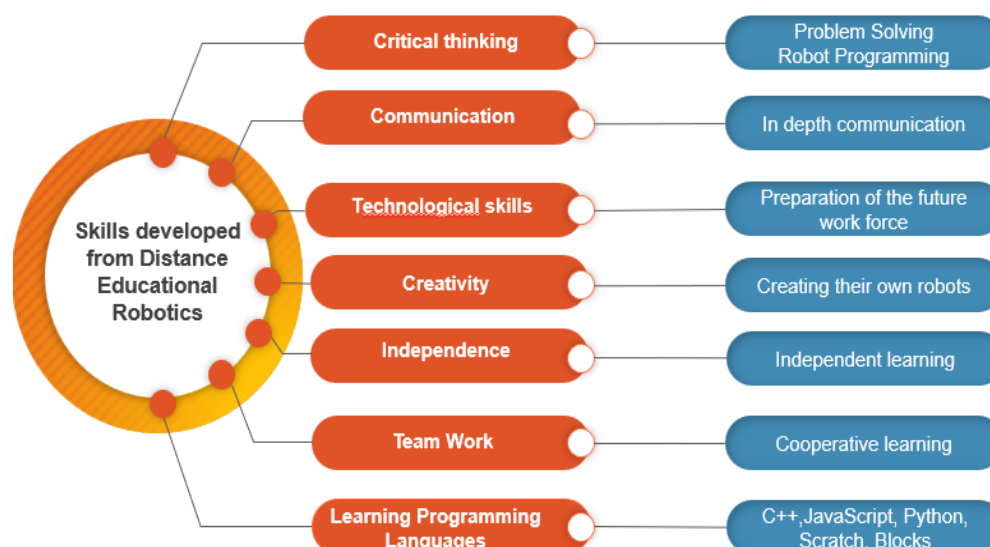 Skills developed
from Distance
Educational
Robotics
Critical thinking
Problem Solving
Robot Programming
Communication
In depth communication
Technological skills
Preparation of the future
work force
Creativity
Creating their own robots
Independence
Independent learning
Team Work
Cooperative learning
Learning Programming
Languages
C++,JavaScript, Python,
Scratch, Blocks